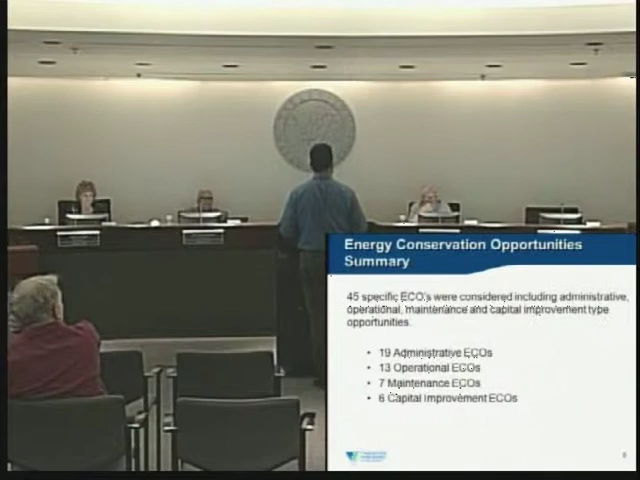 Energy Conservation Opportunities
Summary
45 specific ECO's were considered including administrative,
operational, maintenance and capital improvement type
opportunities.
• 19 Administrative ECOs
• 13 Operational ECOs
• 7 Maintenance ECOs
• 6 Capital Improvement ECOs